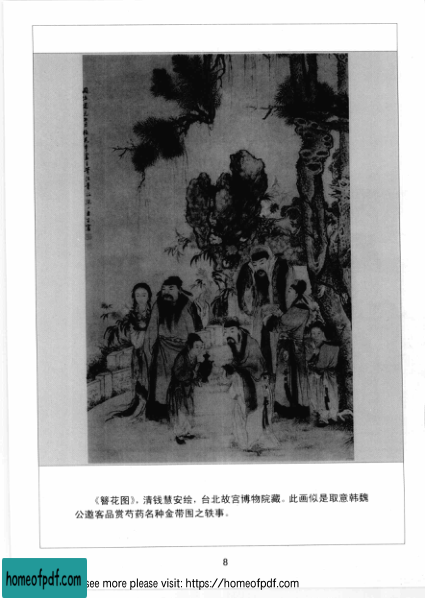 《簪花图》，清钱慧安绘，台北故宫博物院藏。此画似是取意韩魏
公邀客品赏芍药名种金带围之轶事。
8
homeofpdf.com
see more please visit: https://homeofpdf.com